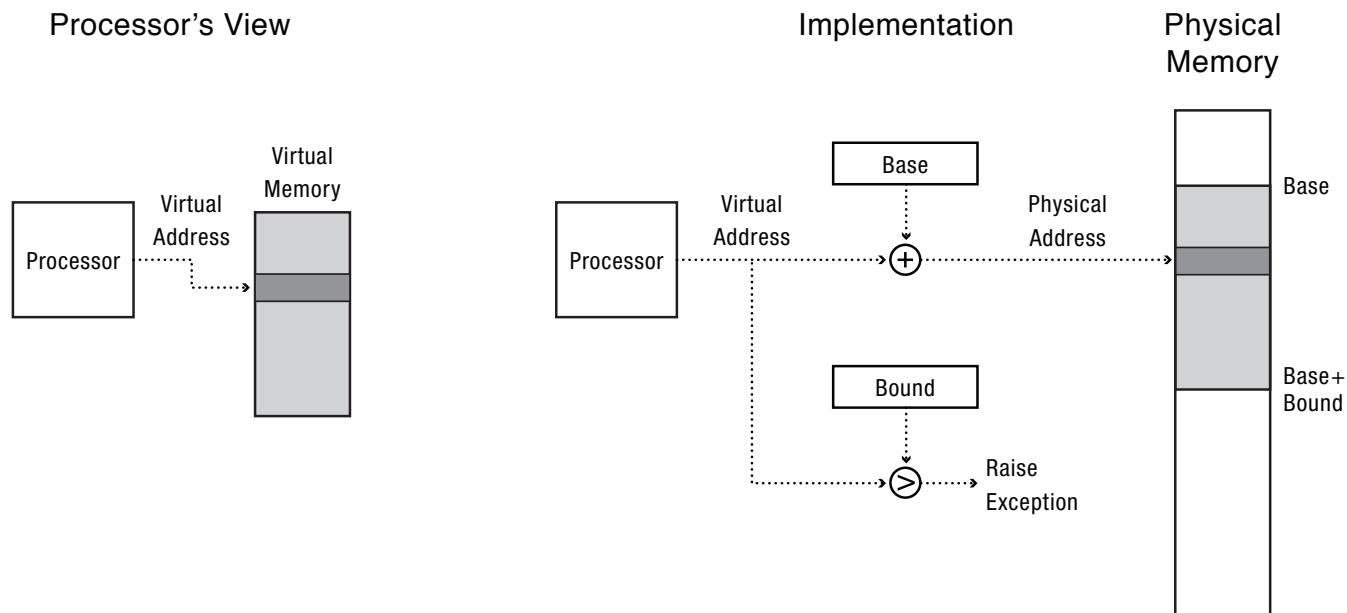 Processor's View
Implementation
Physical
Memory
Virtual
Memory
Virtual
Address
Processor
Base
Virtual
Address
Physical
Address
Processor
+
Base
Bound
Base+
Bound
>
Raise
Exception